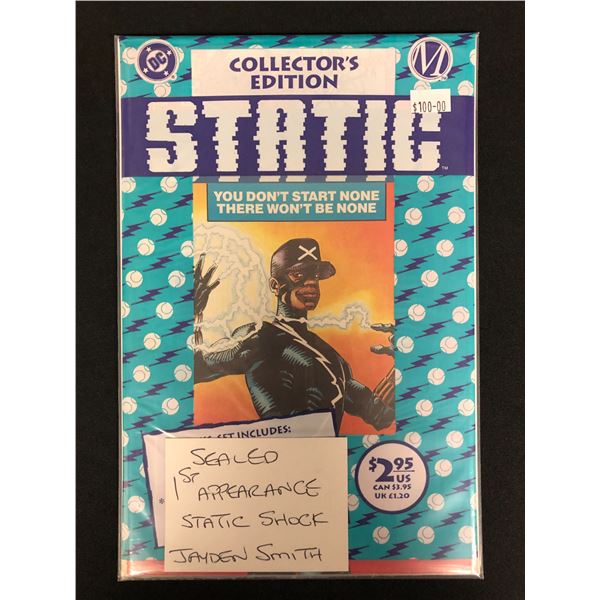 DC
COLLECTOR'S
EDITION
M
$100-00
STATIC
TM
YOU DON'T START NONE
THERE WON'T BE NONE
X
SET INCLUDES:
SEALED
1ST APPEARANCE
STATIC SHOCK
JAYDEN SMITH
$2.95
US
CAN $3.95
UK £1.20